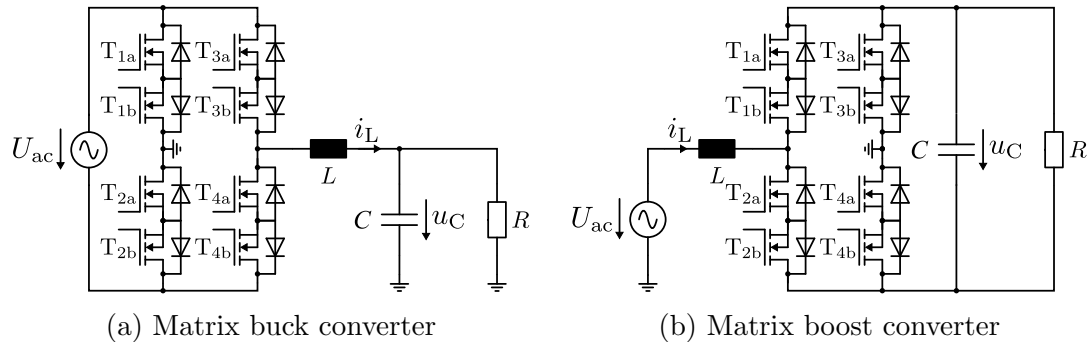 T1a
T3a
T1b
T3b
Uac
iL
L
T2a
T4a
C
uC
R
T2b
T4b
(a) Matrix buck converter
T1a
T3a
T1b
T3b
iL
C
uC
R
L
Uac
T2a
T4a
T2b
T4b
(b) Matrix boost converter